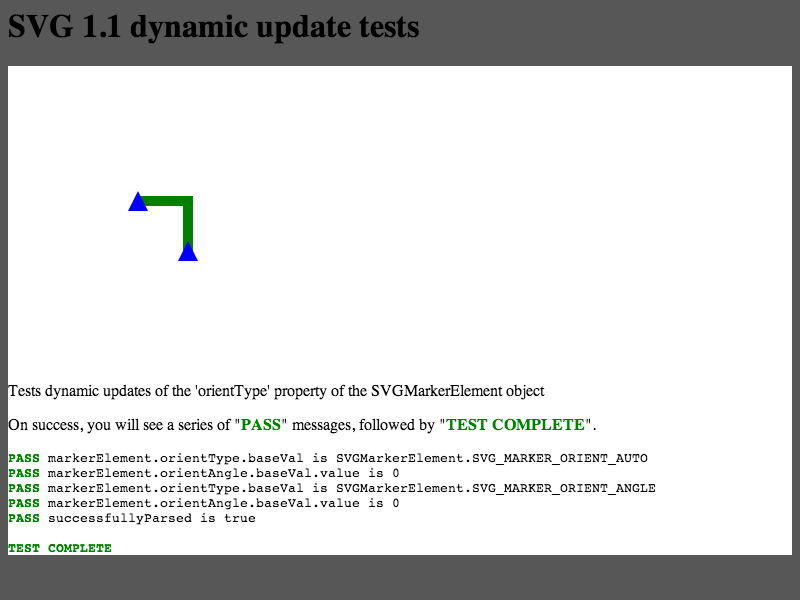 SVG 1.1 dynamic update tests
Tests dynamic updates of the 'orientType' property of the SVGMarkerElement object
On success, you will see a series of "PASS" messages, followed by "TEST COMPLETE".
PASS markerElement.orientType.baseVal is SVGMarkerElement.SVG_MARKER_ORIENT_AUTO
PASS markerElement.orientAngle.baseVal.value is 0
PASS markerElement.orientType.baseVal is SVGMarkerElement.SVG_MARKER_ORIENT_ANGLE
PASS markerElement.orientAngle.baseVal.value is 0
PASS successfullyParsed is true
TEST COMPLETE